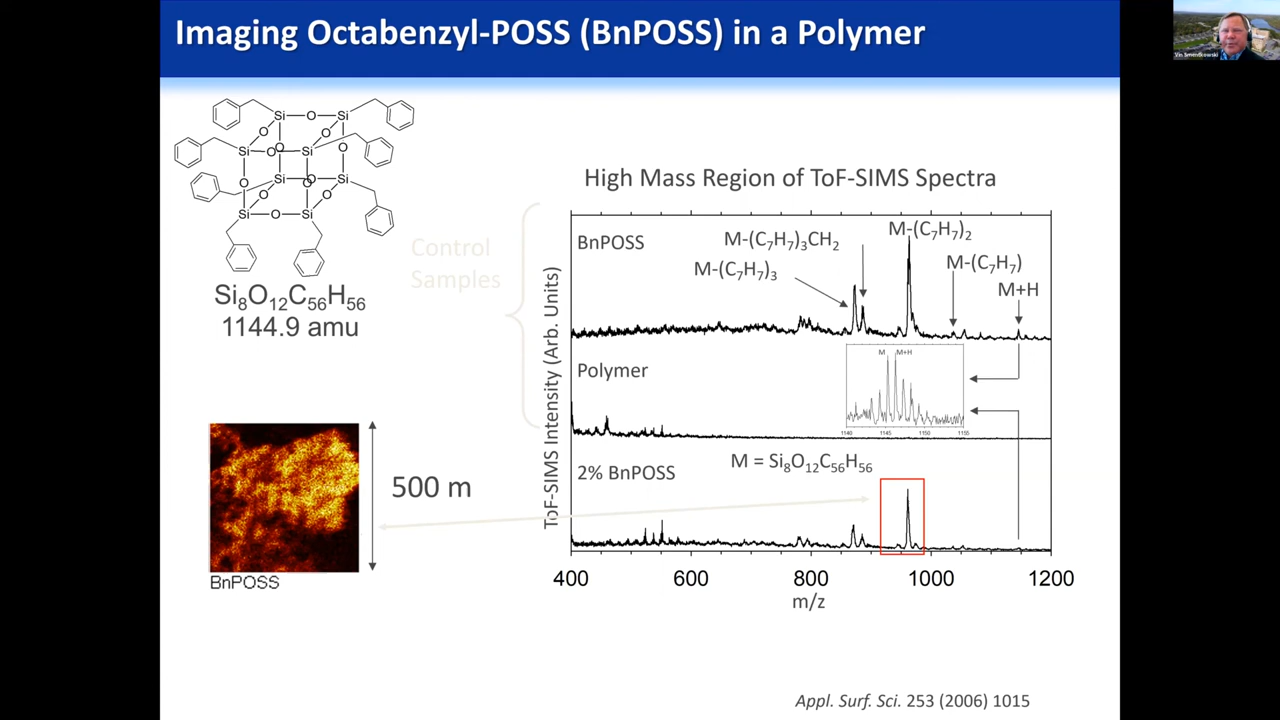 Imaging Octabenzyl-POSS (BnPOSS) in a Polymer
Vin Smentkowski
Si O Si
O O
Si O Si
O O O O
Si O Si
O O
Si O Si
Si₈O₁₂C₅₆H₅₆
1144.9 amu
Control
Samples
High Mass Region of ToF-SIMS Spectra
ToF-SIMS Intensity (Arb. Units)
BnPOSS
M-(C₇H₇)₃CH₂
M-(C₇H₇)₃
M-(C₇H₇)₂
M-(C₇H₇)
M+H
Polymer
M M+H
1140 1145 1150 1155
2% BnPOSS
M = Si₈O₁₂C₅₆H₅₆
400 600 800 1000 1200
m/z
500 m
BnPOSS
Appl. Surf. Sci. 253 (2006) 1015